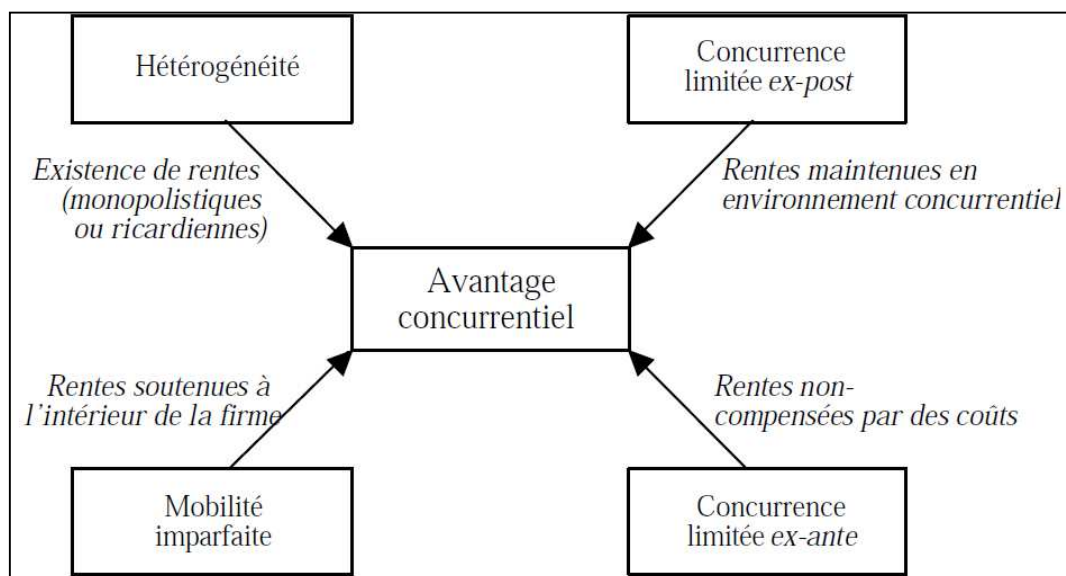 Hétérogénéité
Concurrence
limitée ex-post
Existence de rentes
(monopolistiques
ou ricardiennes)
Rentes maintenues en
environnement concurrentiel
Avantage
concurrentiel
Rentes soutenues à
l’intérieur de la firme
Rentes non-
compensées par des coûts
Mobilité
imparfaite
Concurrence
limitée ex-ante